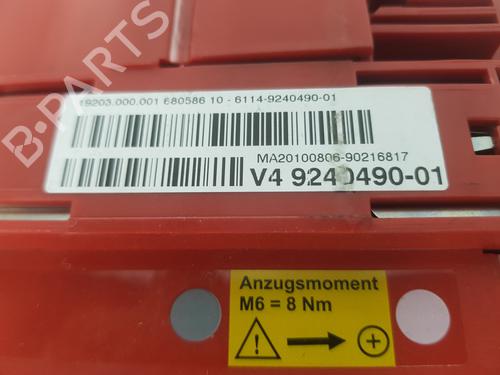 19203.000.001 680586 10 - 6114-9240490-01
MA20100806-90216817
V4 9240490-01
B-PARTS
Anzugsmoment
M6 = 8 Nm